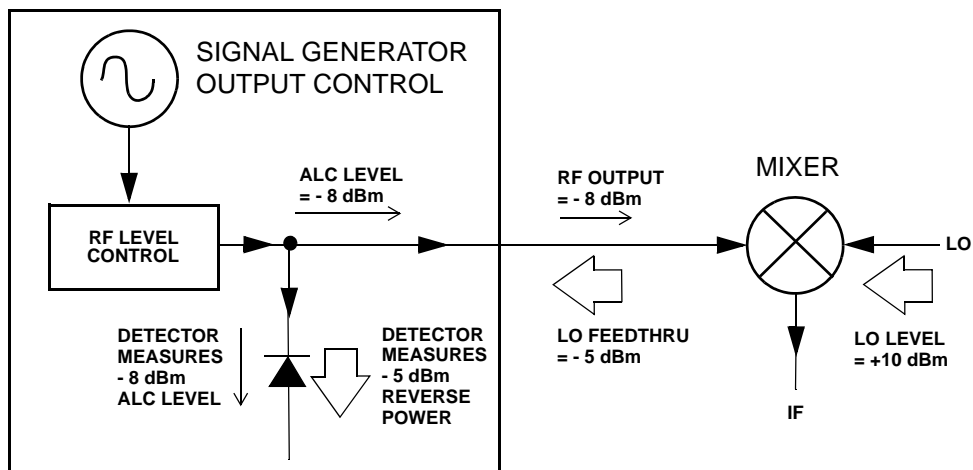 SIGNAL GENERATOR
OUTPUT CONTROL
ALC LEVEL
= - 8 dBm
RF OUTPUT
= - 8 dBm
MIXER
RF LEVEL
CONTROL
LO
DETECTOR
MEASURES
- 8 dBm
ALC LEVEL
DETECTOR
MEASURES
- 5 dBm
REVERSE
POWER
LO FEEDTHRU
= - 5 dBm
LO LEVEL
= +10 dBm
IF